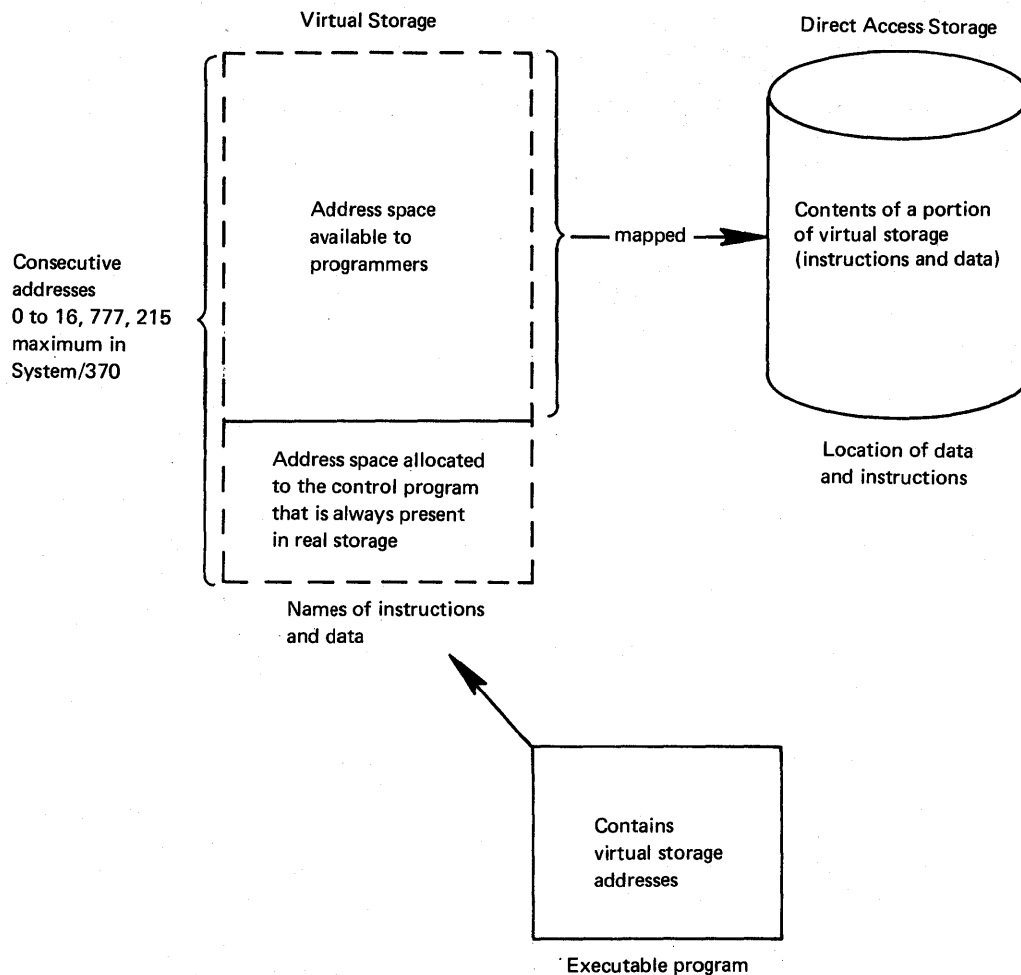 Virtual Storage
Direct Access Storage
Address space
available to
programmers
mapped
Contents of a portion
of virtual storage
(instructions and data)
Consecutive
addresses
0 to 16, 777, 215
maximum in
System/370
Address space allocated
to the control program
that is always present
in real storage
Location of data
and instructions
Names of instructions
and data
Contains
virtual storage
addresses
Executable program